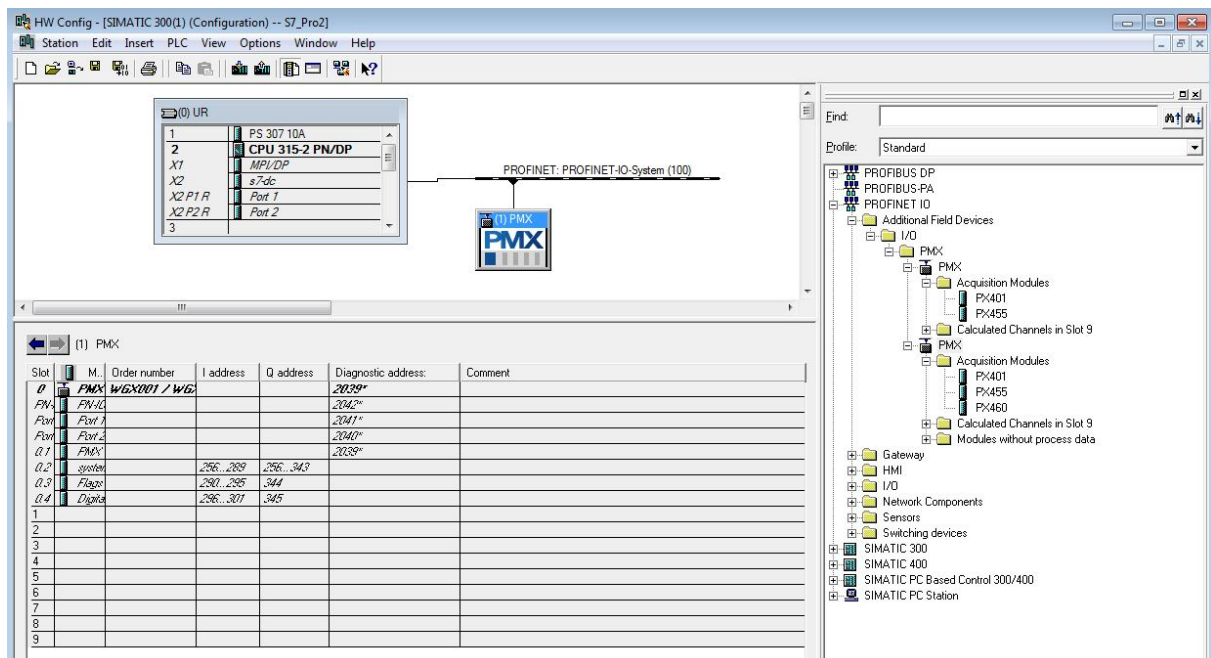 HW Config - [SIMATIC 300(1) (Configuration) -- S7_Pro2]
Station Edit Insert PLC View Options Window Help
(0) UR
1 PS 307 10A
2 CPU 315-2 PN/DP
X1 MPI/DP
X2 s7-dc
X2 P1 R Port 1
X2 P2 R Port 2
3
PROFINET: PROFINET-IO-System (100)
(1) PMX
PMX
(1) PMX
Slot M.. Order number I address Q address Diagnostic address: Comment
0 PMX WGX001 / WGX 2039*
PN- PN-IO 2042*
Port Port 1 2041*
Port Port 2 2040*
0.1 PMX 2039*
0.2 system 256...289 256...343
0.3 Flags 290...295 344
0.4 Digita 296...301 345
1
2
3
4
5
6
7
8
9
Find:
Profile: Standard
PROFIBUS DP
PROFIBUS-PA
PROFINET IO
Additional Field Devices
I/O
PMX
PMX
Acquisition Modules
PX401
PX455
Calculated Channels in Slot 9
PMX
Acquisition Modules
PX401
PX455
PX460
Calculated Channels in Slot 9
Modules without process data
Gateway
HMI
I/O
Network Components
Sensors
Switching devices
SIMATIC 300
SIMATIC 400
SIMATIC PC Based Control 300/400
SIMATIC PC Station